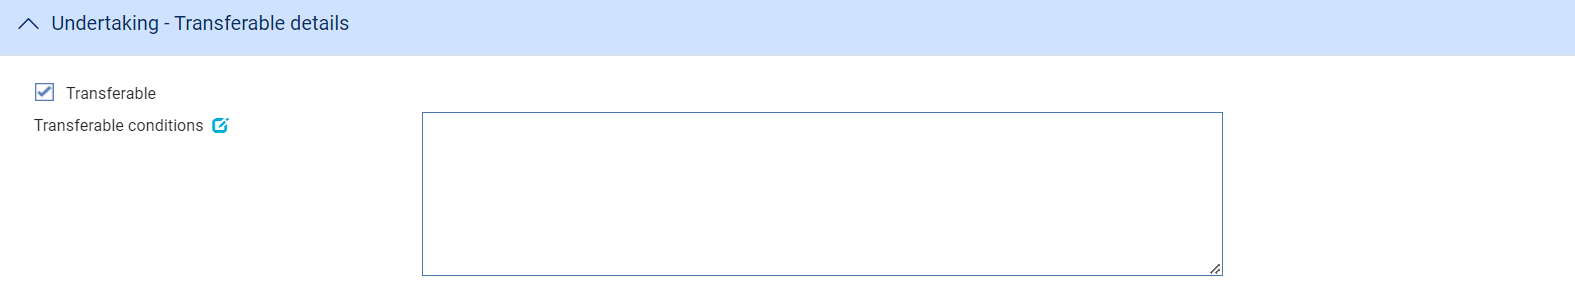 Undertaking - Transferable details
Transferable
Transferable conditions